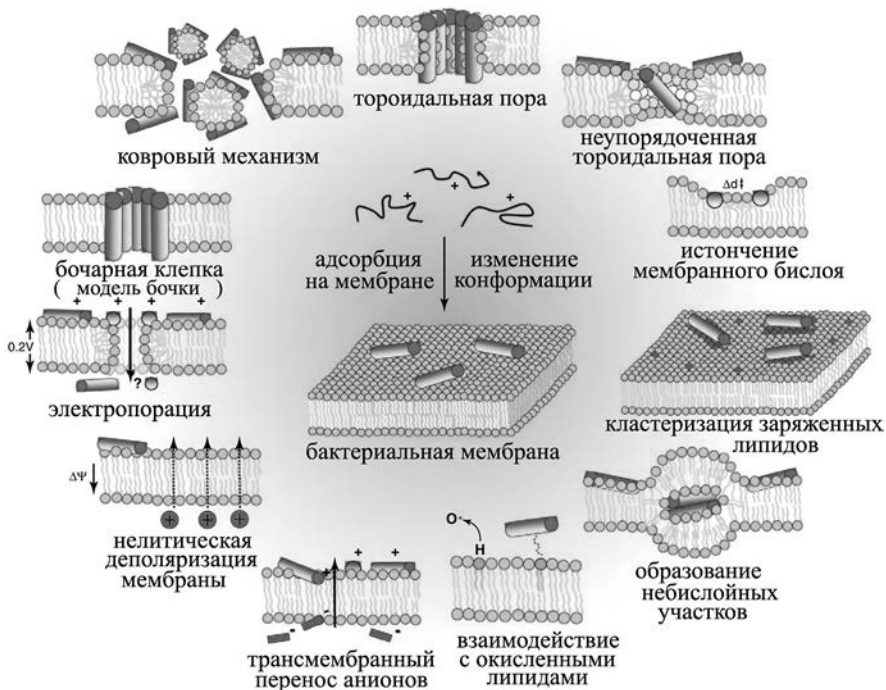 тороидальная пора
ковровый механизм
неупорядоченная
тороидальная пора
+
+
+
Δd
адсорбция
на мембране
изменение
конформации
истончение
мембранного бислоя
бочарная клепка
( модель бочки )
+ + + +
0.2V
?
электропорация
бактериальная мембрана
кластеризация заряженных
липидов
ΔΨ
+ + +
нелитическая
деполяризация
мембраны
+ + +
- - -
трансмембранный
перенос анионов
O·
H
взаимодействие
с окисленными
липидами
образование
небислойных
участков